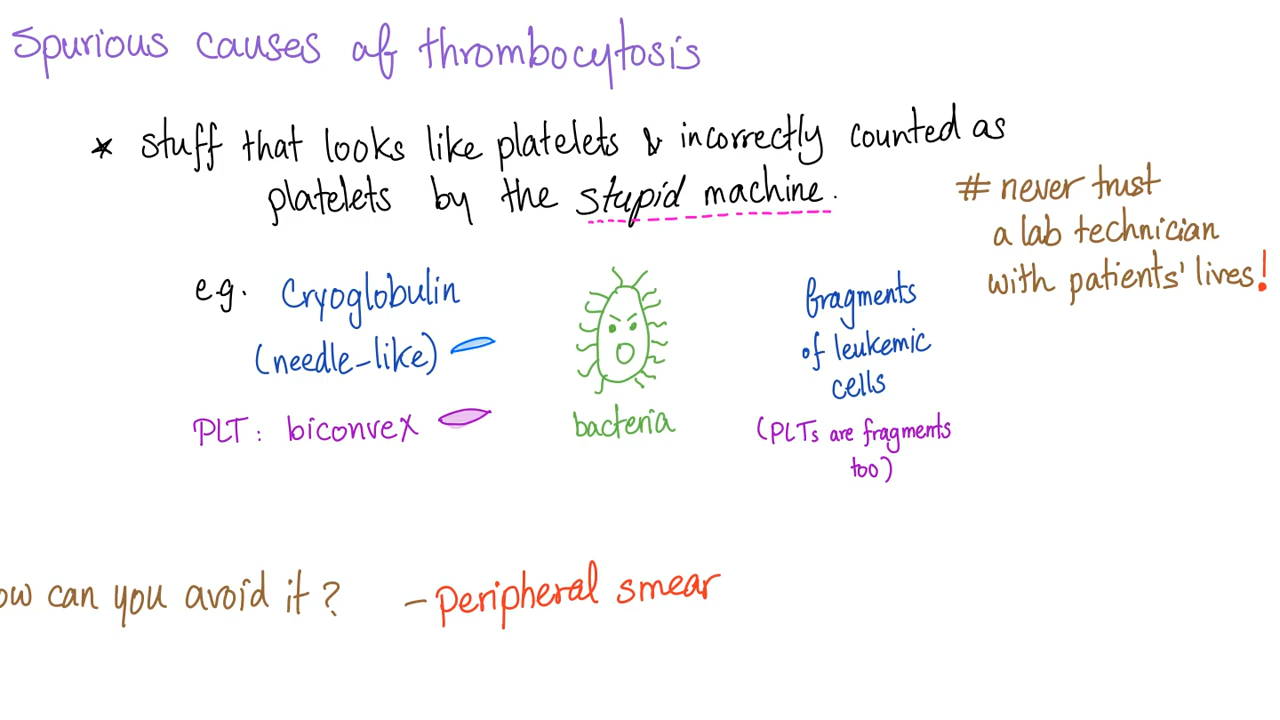 Spurious causes of thrombocytosis
* stuff that looks like platelets & incorrectly counted as
platelets by the stupid machine.
# never trust
a lab technician
with patients' lives!
e.g. Cryoglobulin
(needle-like)
PLT: biconvex
bacteria
fragments
of leukemic
cells
(PLTs are fragments
too)
ow can you avoid it?
- Peripheral smear